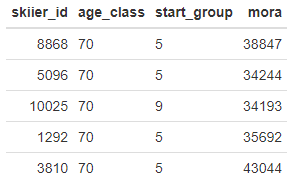 skiier_id age_class start_group mora
8868 70 5 38847
5096 70 5 34244
10025 70 9 34193
1292 70 5 35692
3810 70 5 43044